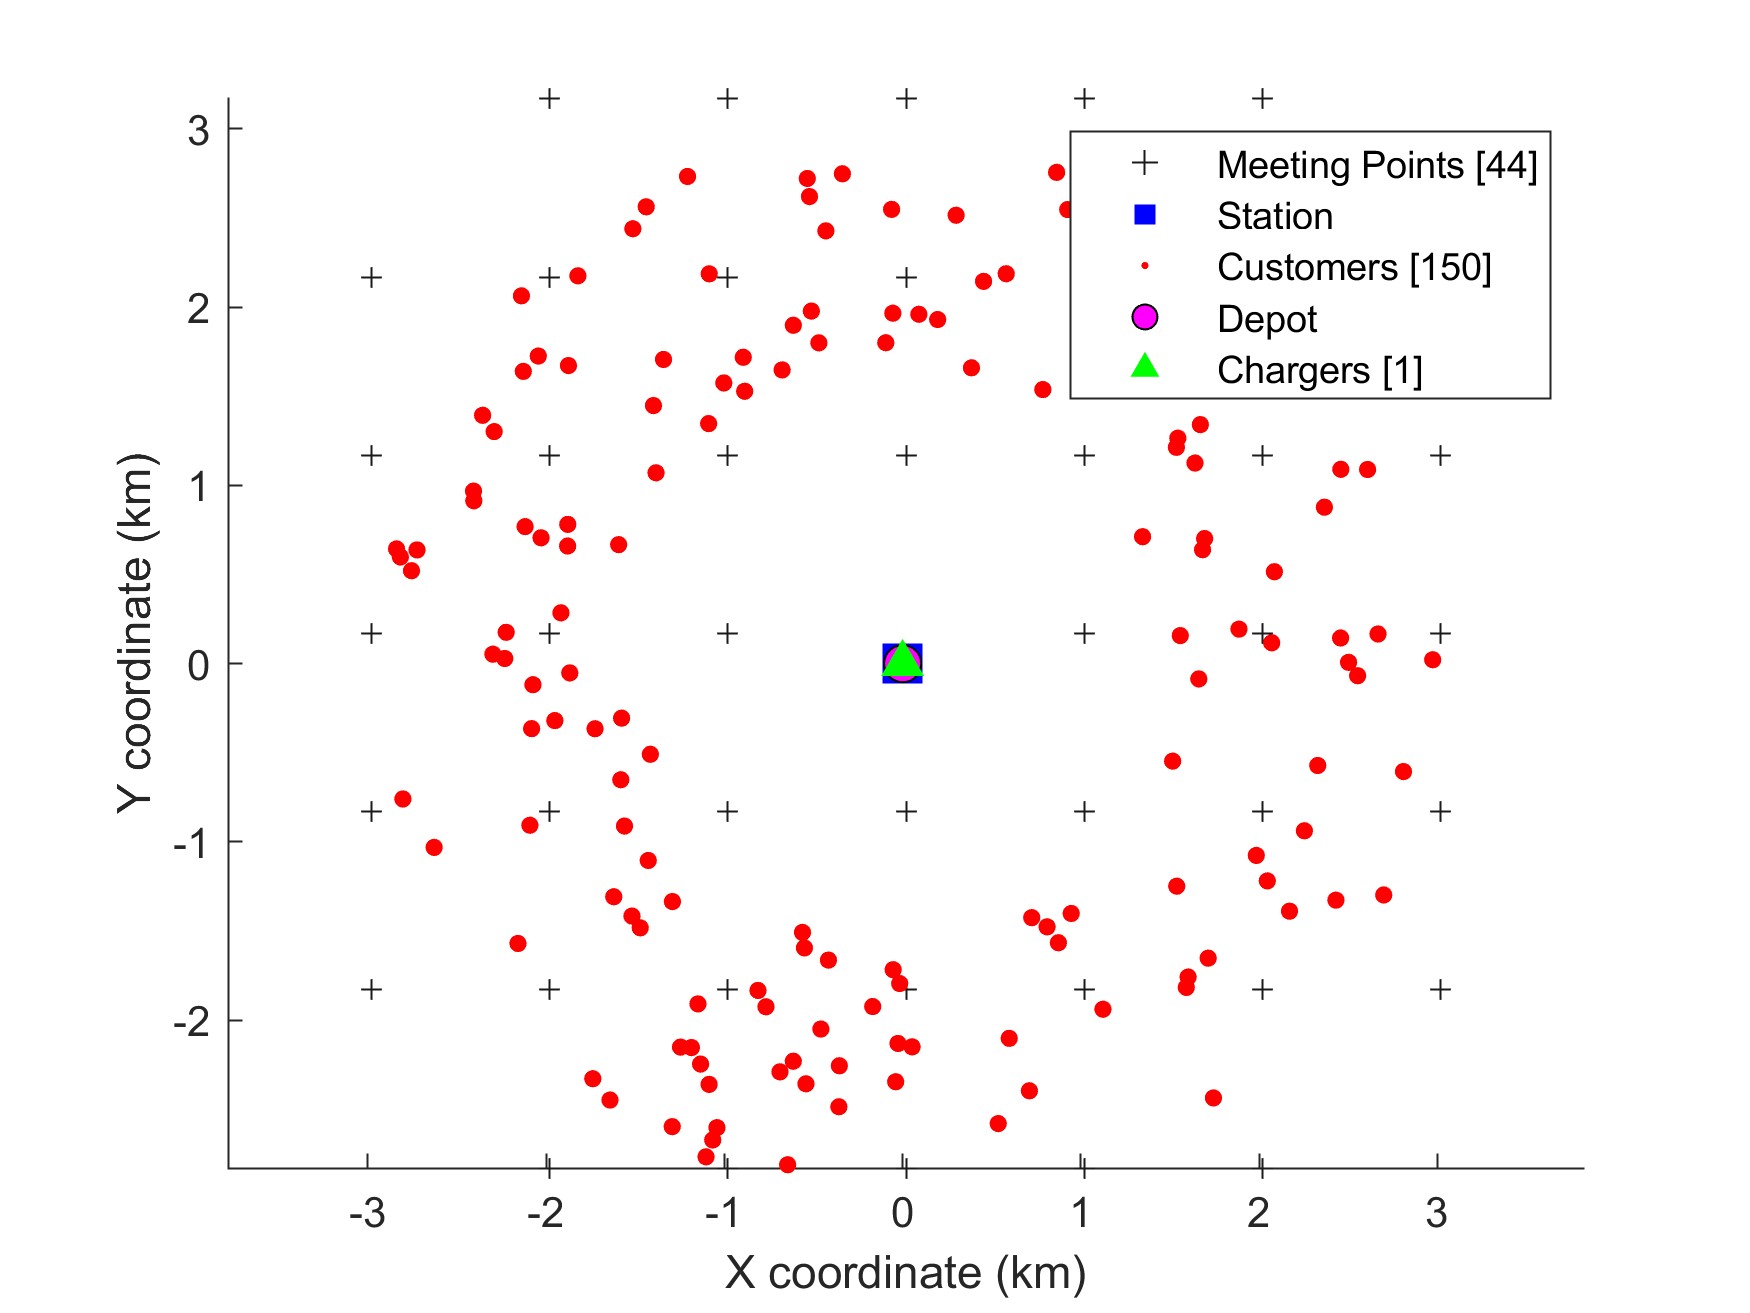 3
2
1
0
-1
-2
Y coordinate (km)
-3
-2
-1
0
1
2
3
X coordinate (km)
Meeting Points [44]
Station
Customers [150]
Depot
Chargers [1]